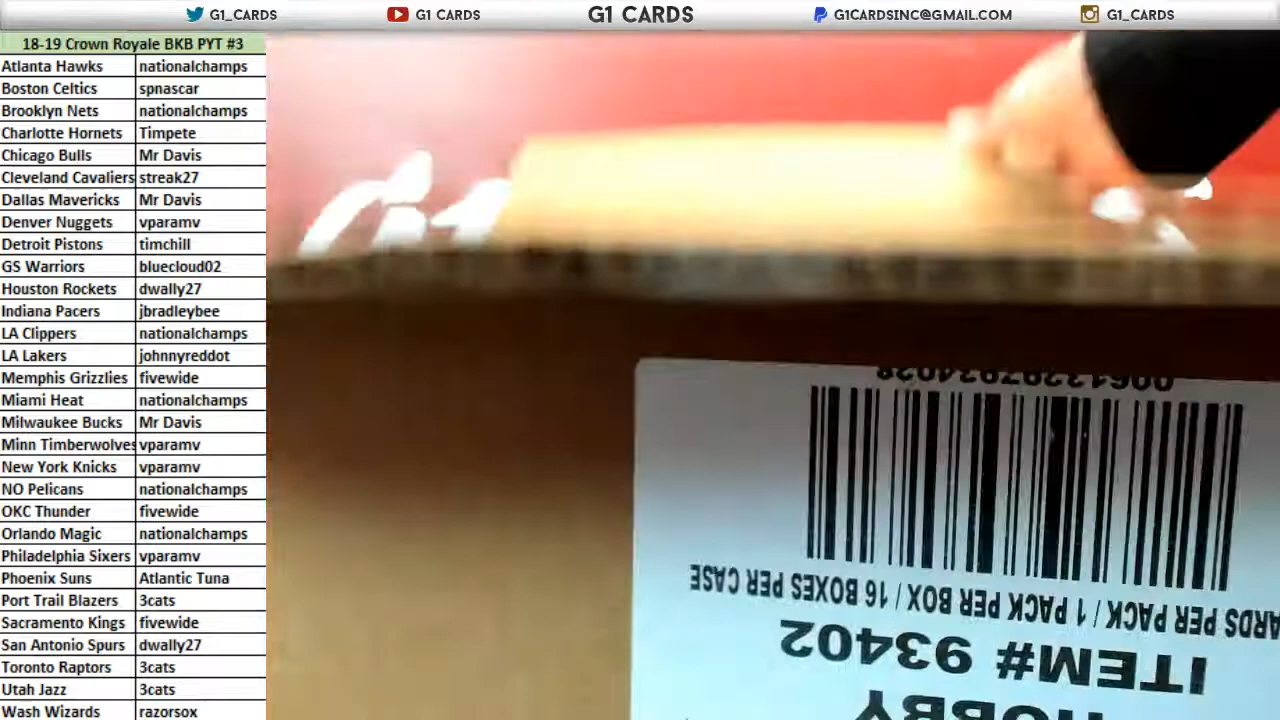 G1_CARDS
G1 CARDS
G1 CARDS
G1CARDSINC@GMAIL.COM
G1_CARDS
18-19 Crown Royale BKB PYT #3
Atlanta Hawks nationalchamps
Boston Celtics spnascar
Brooklyn Nets nationalchamps
Charlotte Hornets Timpete
Chicago Bulls Mr Davis
Cleveland Cavaliers streak27
Dallas Mavericks Mr Davis
Denver Nuggets vparamv
Detroit Pistons timchill
GS Warriors bluecloud02
Houston Rockets dwally27
Indiana Pacers jbradleybee
LA Clippers nationalchamps
LA Lakers johnnyreddot
Memphis Grizzlies fivewide
Miami Heat nationalchamps
Milwaukee Bucks Mr Davis
Minn Timberwolves vparamv
New York Knicks vparamv
NO Pelicans nationalchamps
OKC Thunder fivewide
Orlando Magic nationalchamps
Philadelphia Sixers vparamv
Phoenix Suns Atlantic Tuna
Port Trail Blazers 3cats
Sacramento Kings fivewide
San Antonio Spurs dwally27
Toronto Raptors 3cats
Utah Jazz 3cats
Wash Wizards razorsox
HOBBY
ITEM# 93402
PER PACK / 1 PACK PER BOX / 16 BOXES PER CASE